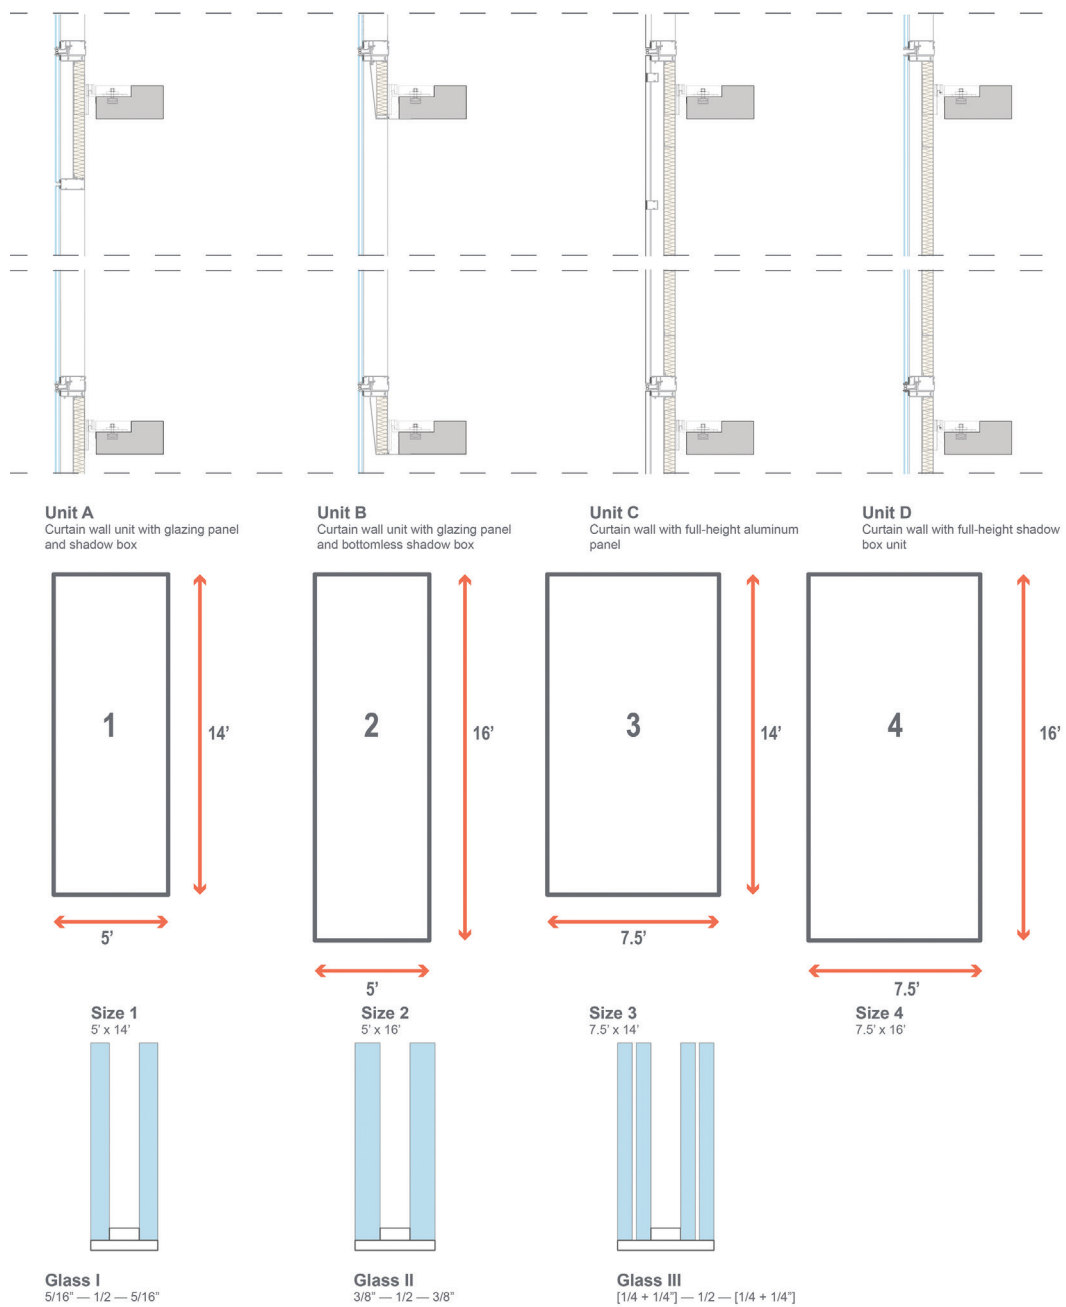 Unit A
Curtain wall unit with glazing panel
and shadow box
Unit B
Curtain wall unit with glazing panel
and bottomless shadow box
Unit C
Curtain wall with full-height aluminum
panel
Unit D
Curtain wall with full-height shadow
box unit
1
14’
5’
2
16’
5’
3
14’
7.5’
4
16’
7.5’
Size 1
5’ x 14’
Size 2
5’ x 16’
Size 3
7.5’ x 14’
Size 4
7.5’ x 16’
Glass I
5/16” — 1/2 — 5/16”
Glass II
3/8” — 1/2 — 3/8”
Glass III
[1/4 + 1/4”] — 1/2 — [1/4 + 1/4”]